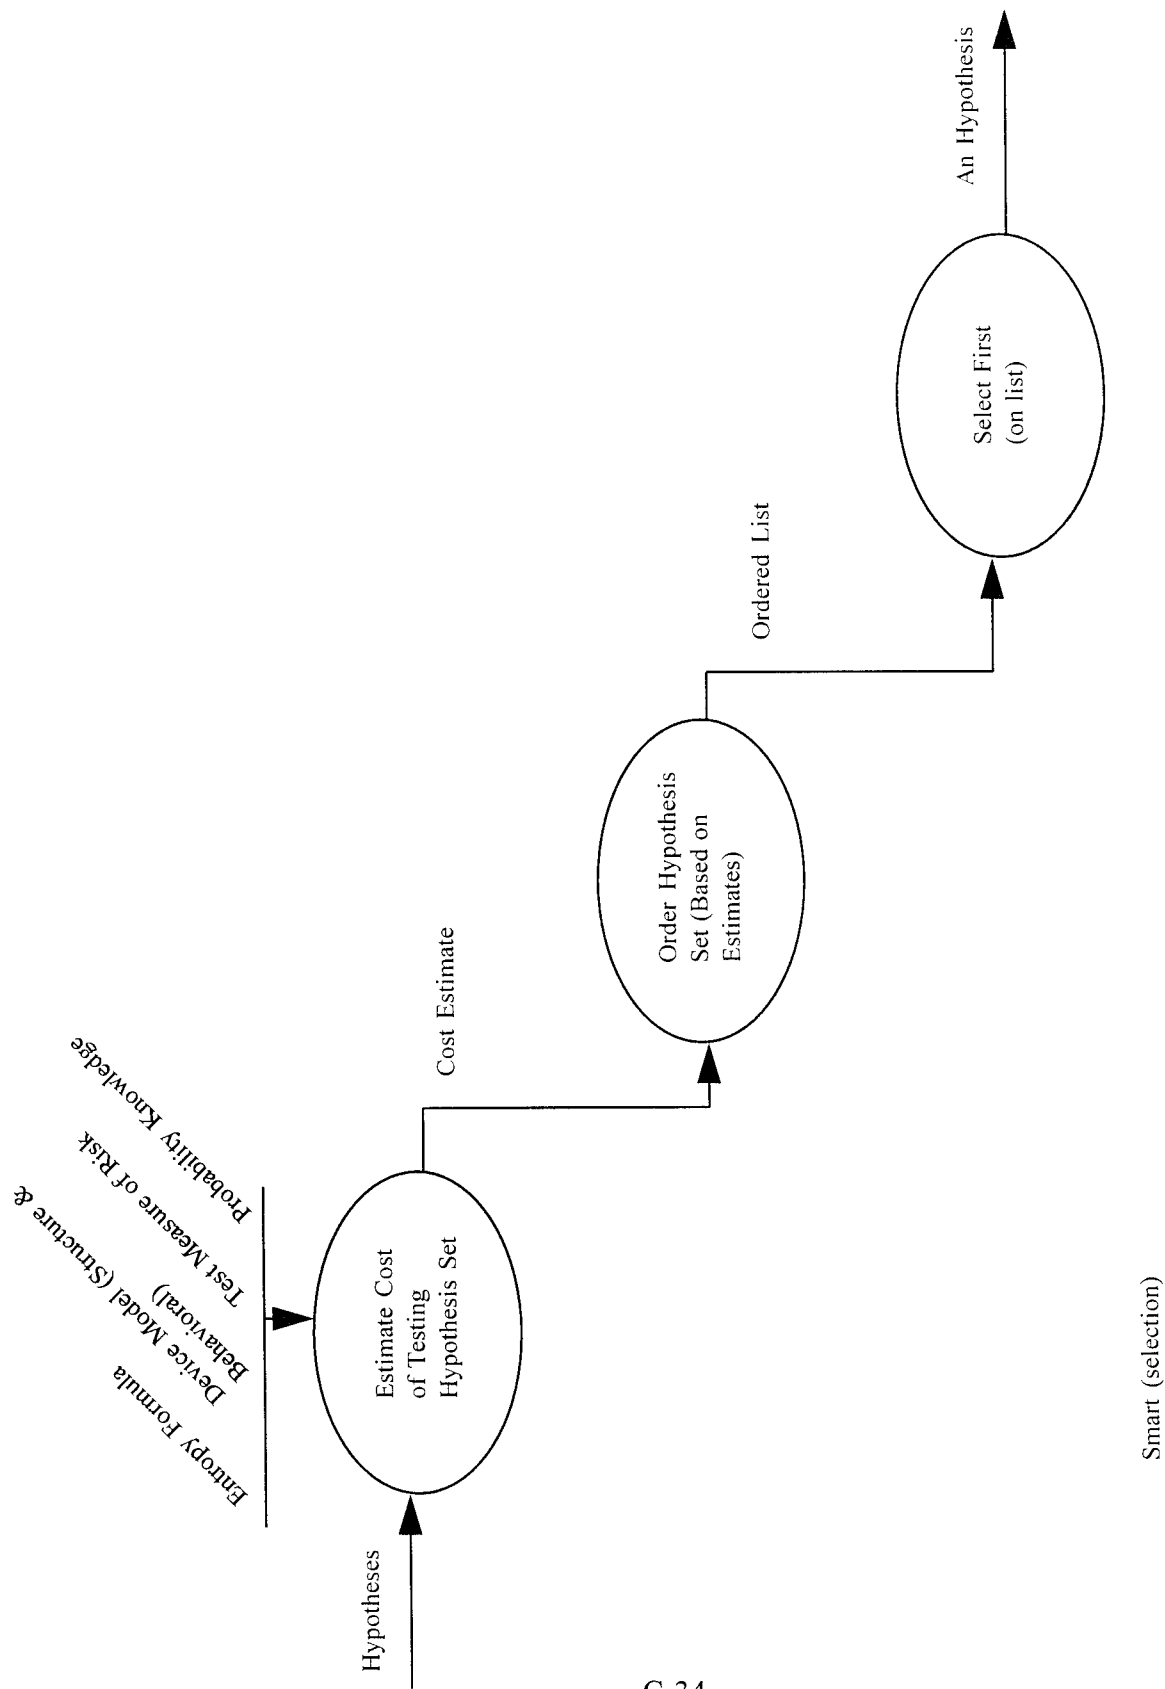 Entropy Formula
Device Model (Structure &
Behavioral)
Test Measure of Risk
Probability Knowledge
Hypotheses
Estimate Cost
of Testing
Hypothesis Set
Cost Estimate
Order Hypothesis
Set (Based on
Estimates)
Ordered List
Select First
(on list)
An Hypothesis
Smart (selection)